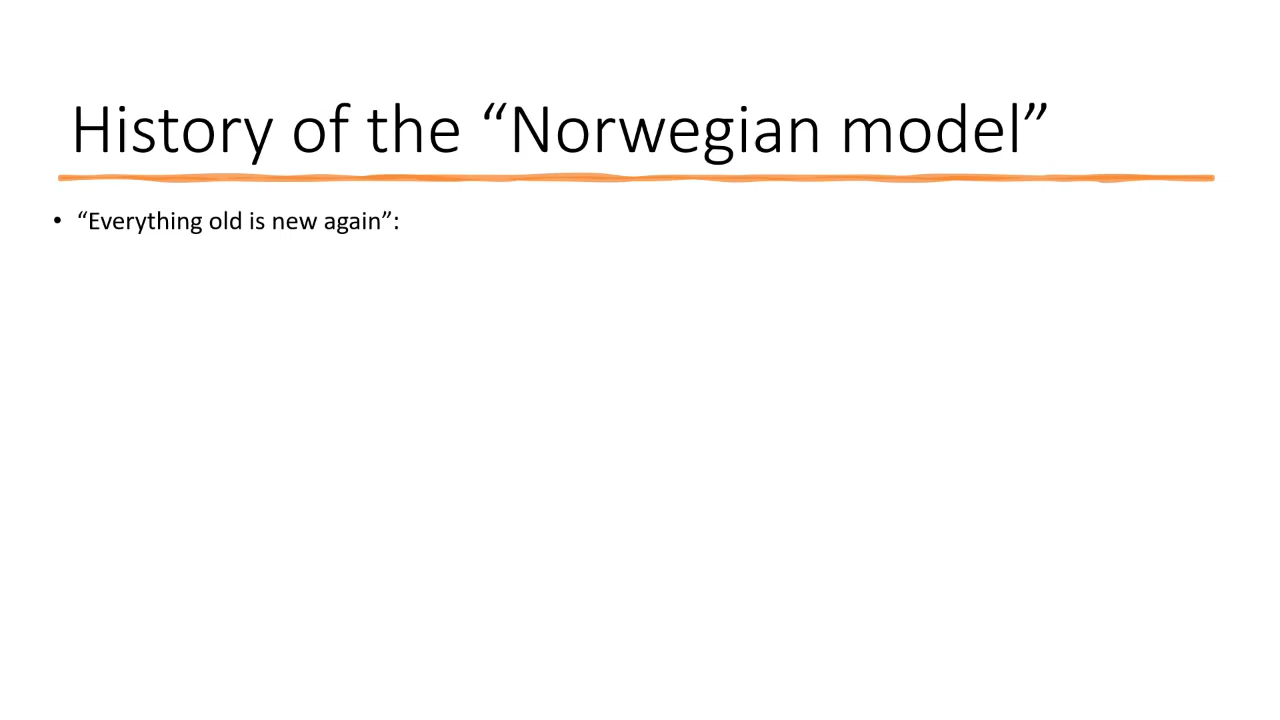 History of the “Norwegian model”
• “Everything old is new again”: